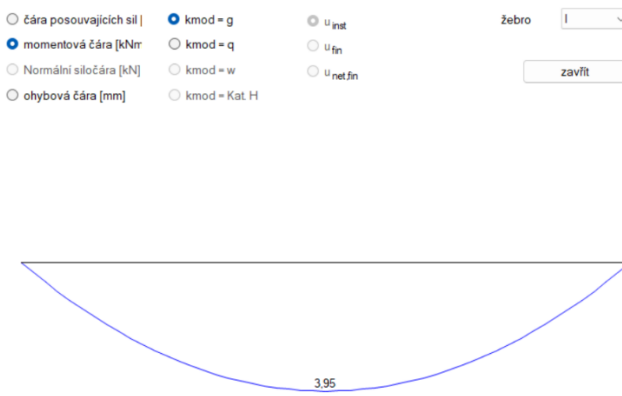 čára posouvajících sil [ kmod = g u inst žebro I
momentová čára [kNm kmod = q u fin
Normální siločára [kN] kmod = w u net,fin zavřít
ohybová čára [mm] kmod = Kat. H
3,95